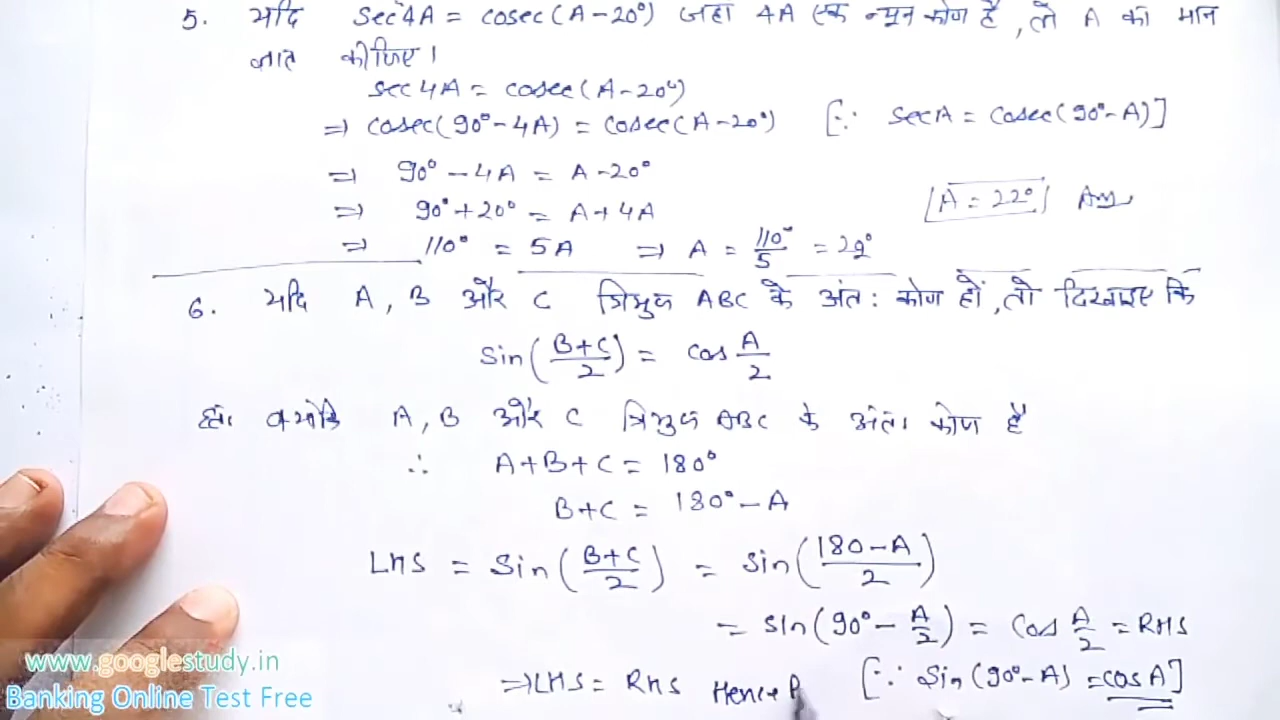 5. यदि sec4A = cosec(A-20°) जहाँ 4A एक न्यून कोण है, तो A का मान
ज्ञात कीजिए।
sec4A = cosec(A-20°)
⇒ cosec(90°-4A) = cosec(A-20°) [∵ secA = cosec(90°-A)]
⇒ 90°-4A = A-20°
⇒ 90°+20° = A+4A
A = 22° Ans
⇒ 110° = 5A ⇒ A = 110°/5 = 22°
6. यदि A, B और C त्रिभुज ABC के अंत: कोण हों, तो दिखाइए कि
Sin((B+C)/2) = cos A/2
हल: क्योंकि A, B और C त्रिभुज ABC के अंत: कोण है
∴ A+B+C = 180°
B+C = 180°-A
LHS = Sin((B+C)/2) = Sin((180-A)/2)
= Sin(90°-A/2) = Cos A/2 = RHS
⇒ LHS = RHS Hence P [∵ Sin(90°-A) = cosA]
www.googlestudy.in
Banking Online Test Free